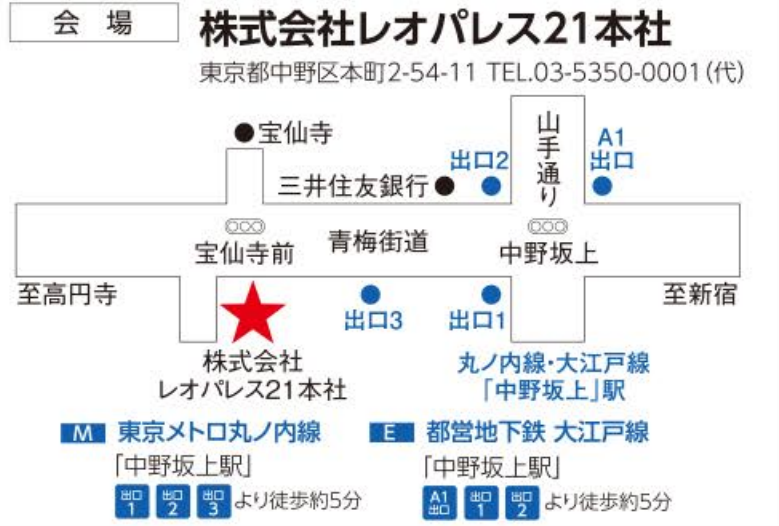 会場
株式会社レオパレス21本社
東京都中野区本町2-54-11 TEL.03-5350-0001(代)
宝仙寺
三井住友銀行
出口2
山手通り
A1
出口
宝仙寺前
青梅街道
中野坂上
至高円寺
出口3
出口1
至新宿
株式会社
レオパレス21本社
丸ノ内線・大江戸線
「中野坂上」駅
M 東京メトロ丸ノ内線
「中野坂上駅」
出口1 出口2 出口3 より徒歩約5分
E 都営地下鉄 大江戸線
「中野坂上駅」
A1出口 出口1 出口2 より徒歩約5分